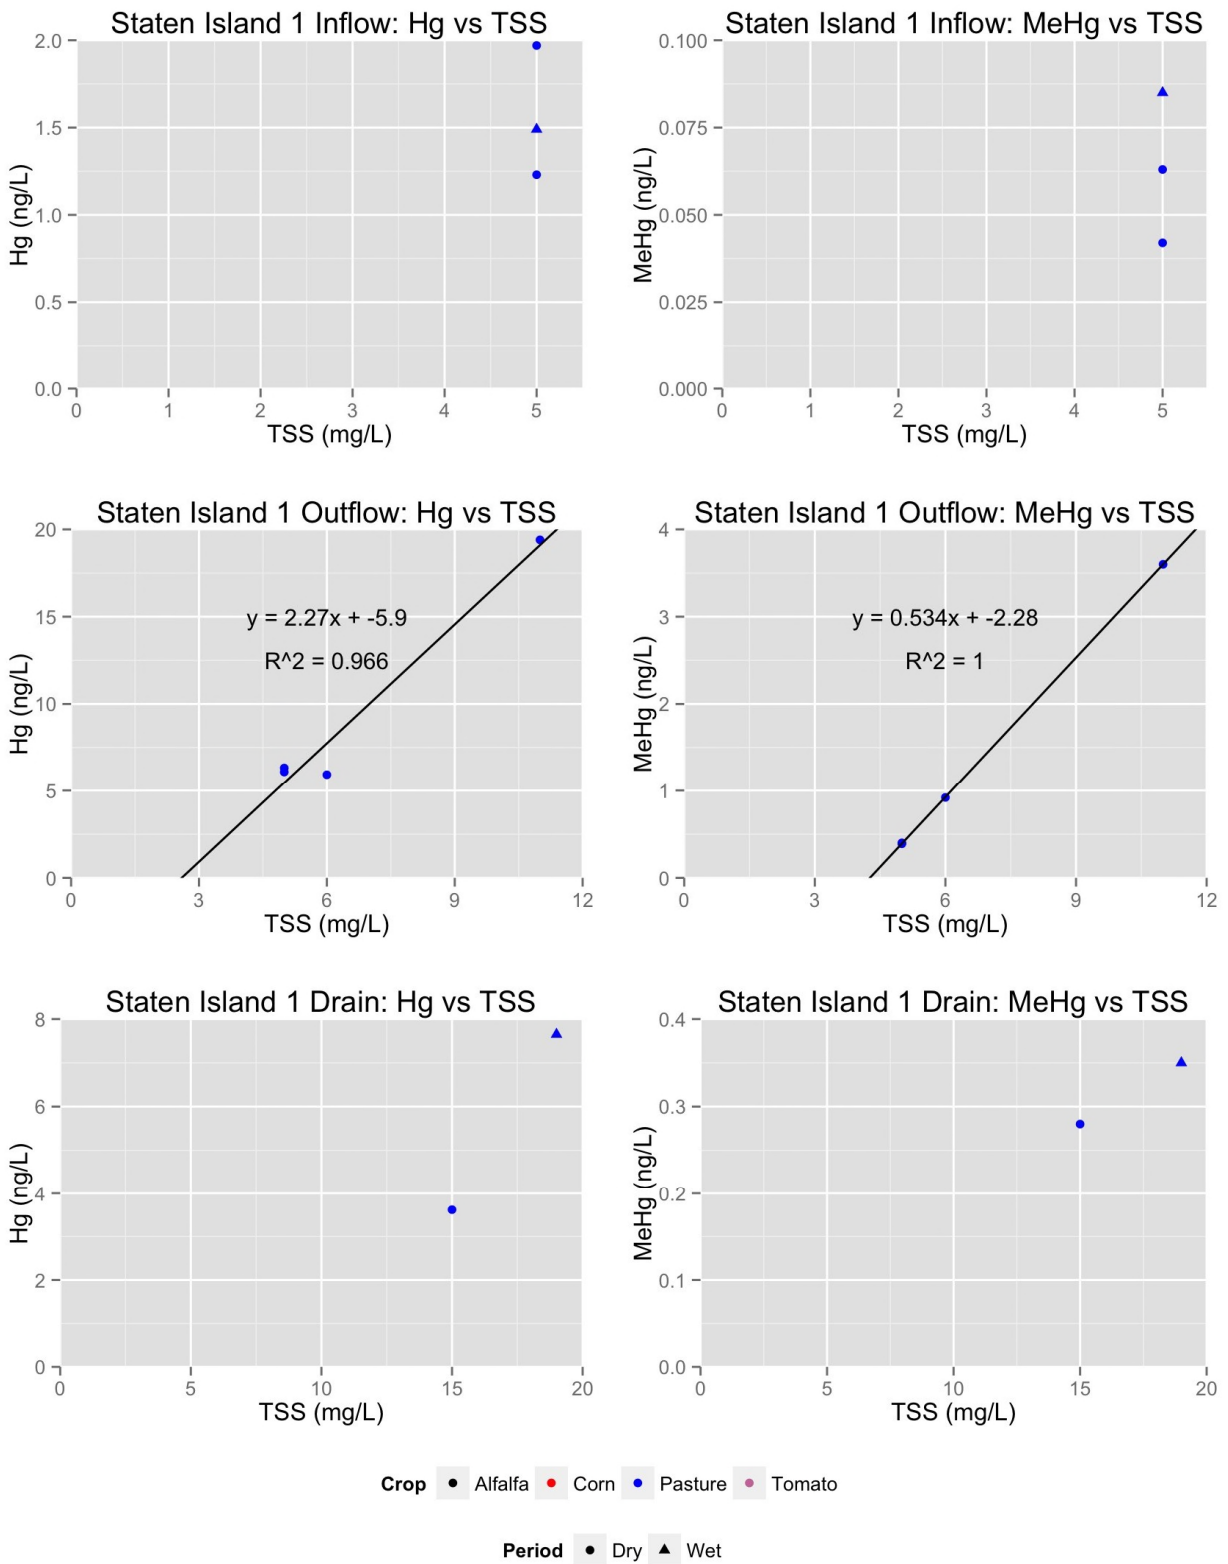 Staten Island 1 Inflow: Hg vs TSS
2.0
1.5
1.0
0.5
0.0
Hg (ng/L)
0 1 2 3 4 5
TSS (mg/L)
Staten Island 1 Inflow: MeHg vs TSS
0.100
0.075
0.050
0.025
0.000
MeHg (ng/L)
0 1 2 3 4 5
TSS (mg/L)
Staten Island 1 Outflow: Hg vs TSS
20
15
10
5
0
Hg (ng/L)
y = 2.27x + -5.9
R^2 = 0.966
0 3 6 9 12
TSS (mg/L)
Staten Island 1 Outflow: MeHg vs TSS
4
3
2
1
0
MeHg (ng/L)
y = 0.534x + -2.28
R^2 = 1
0 3 6 9 12
TSS (mg/L)
Staten Island 1 Drain: Hg vs TSS
8
6
4
2
0
Hg (ng/L)
0 5 10 15 20
TSS (mg/L)
Staten Island 1 Drain: MeHg vs TSS
0.4
0.3
0.2
0.1
0.0
MeHg (ng/L)
0 5 10 15 20
TSS (mg/L)
Crop Alfalfa Corn Pasture Tomato
Period Dry Wet